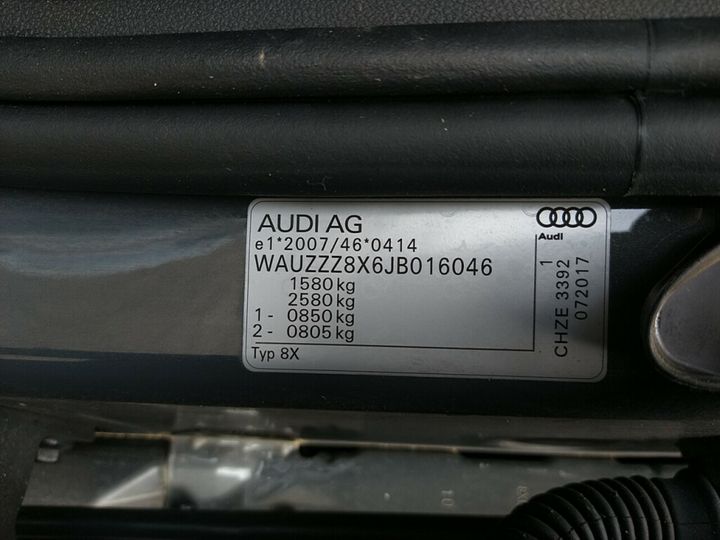 AUDI AG
Audi
e1*2007/46*0414
WAUZZZ8X6JB016046
1580 kg
2580 kg
1 - 0850 kg
2 - 0805 kg
Typ 8X
1
CHZE 3392
072017
10